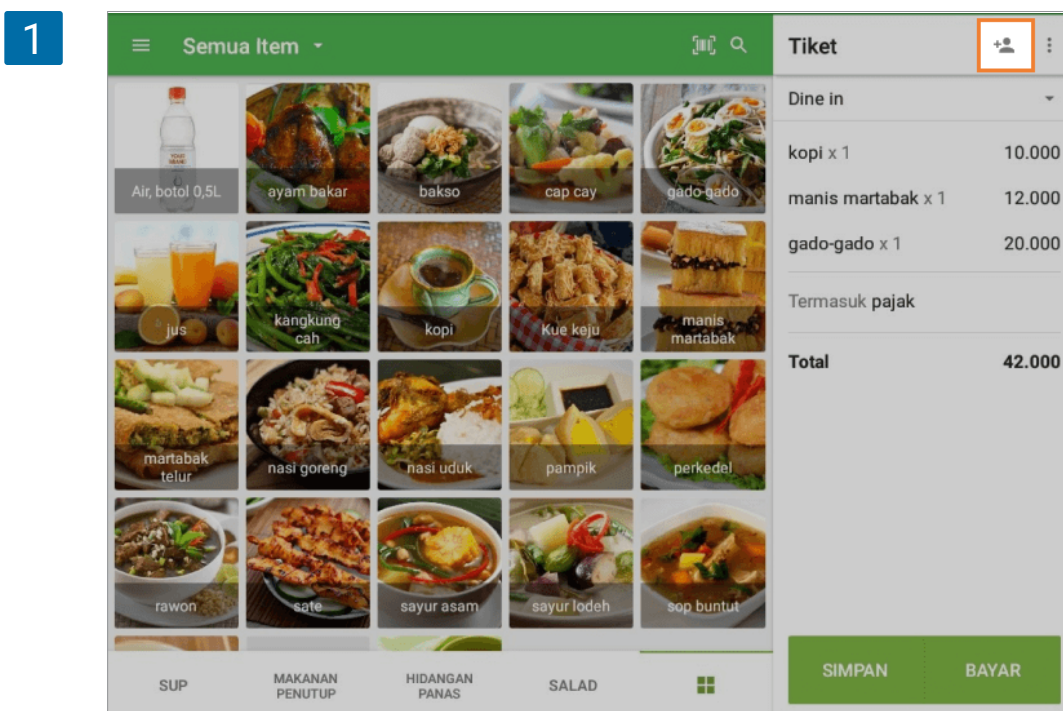 1
Semua Item
Tiket
Dine in
kopi x 1 10.000
manis martabak x 1 12.000
gado-gado x 1 20.000
Termasuk pajak
Total 42.000
Air, botol 0,5L
ayam bakar
bakso
cap cay
gado-gado
jus
kangkung
cah
kopi
Kue keju
manis
martabak
martabak
telur
nasi goreng
nasi uduk
pampik
perkedel
rawon
sate
sayur asam
sayur lodeh
sop buntut
SUP
MAKANAN
PENUTUP
HIDANGAN
PANAS
SALAD
SIMPAN
BAYAR